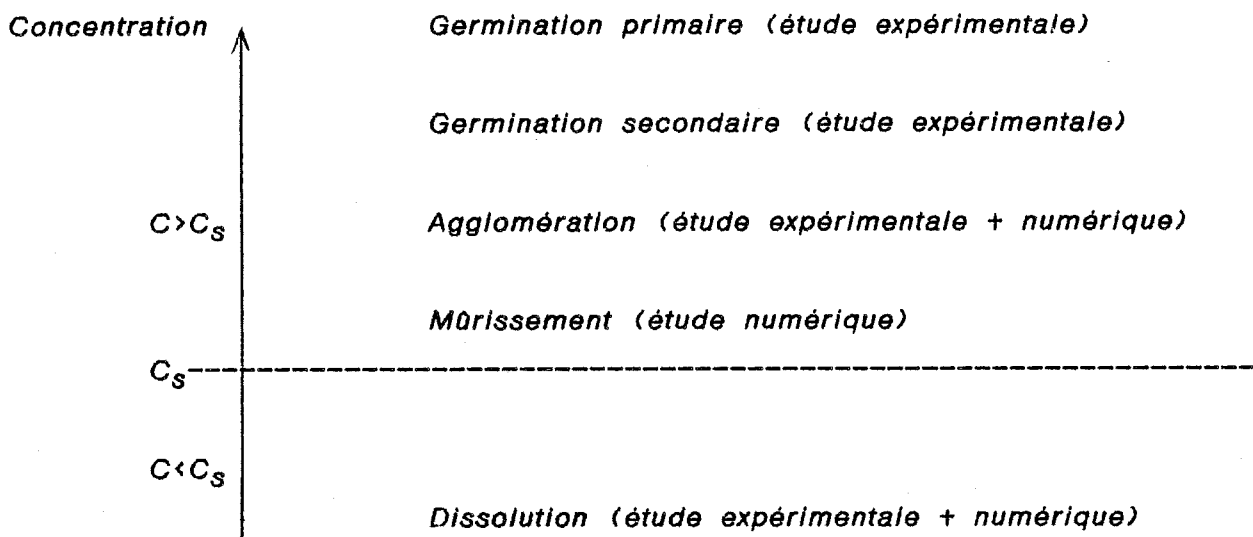 Concentration Germination primaire (étude expérimentale)
Germination secondaire (étude expérimentale)
C>Cs Agglomération (étude expérimentale + numérique)
Mûrissement (étude numérique)
Cs
C<Cs
Dissolution (étude expérimentale + numérique)